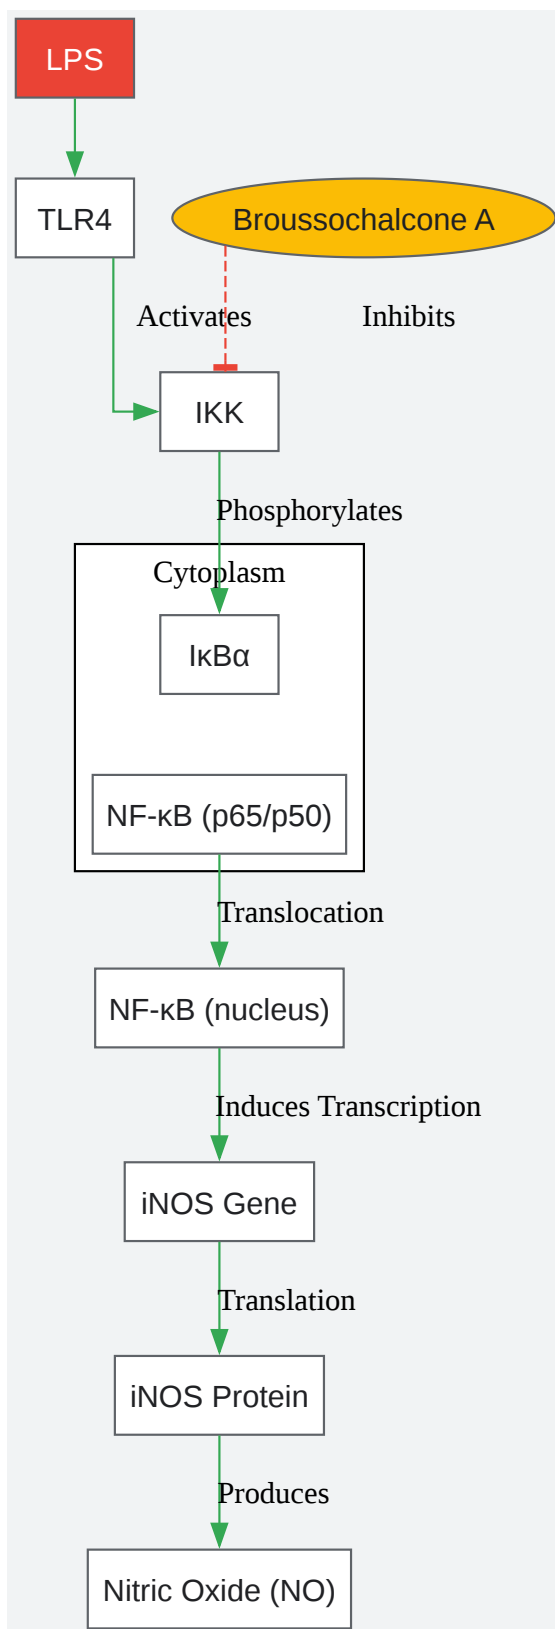 LPS
TLR4
Broussochalcone A
Activates
Inhibits
IKK
Phosphorylates
Cytoplasm
IκBα
NF-κB (p65/p50)
Translocation
NF-κB (nucleus)
Induces Transcription
iNOS Gene
Translation
iNOS Protein
Produces
Nitric Oxide (NO)